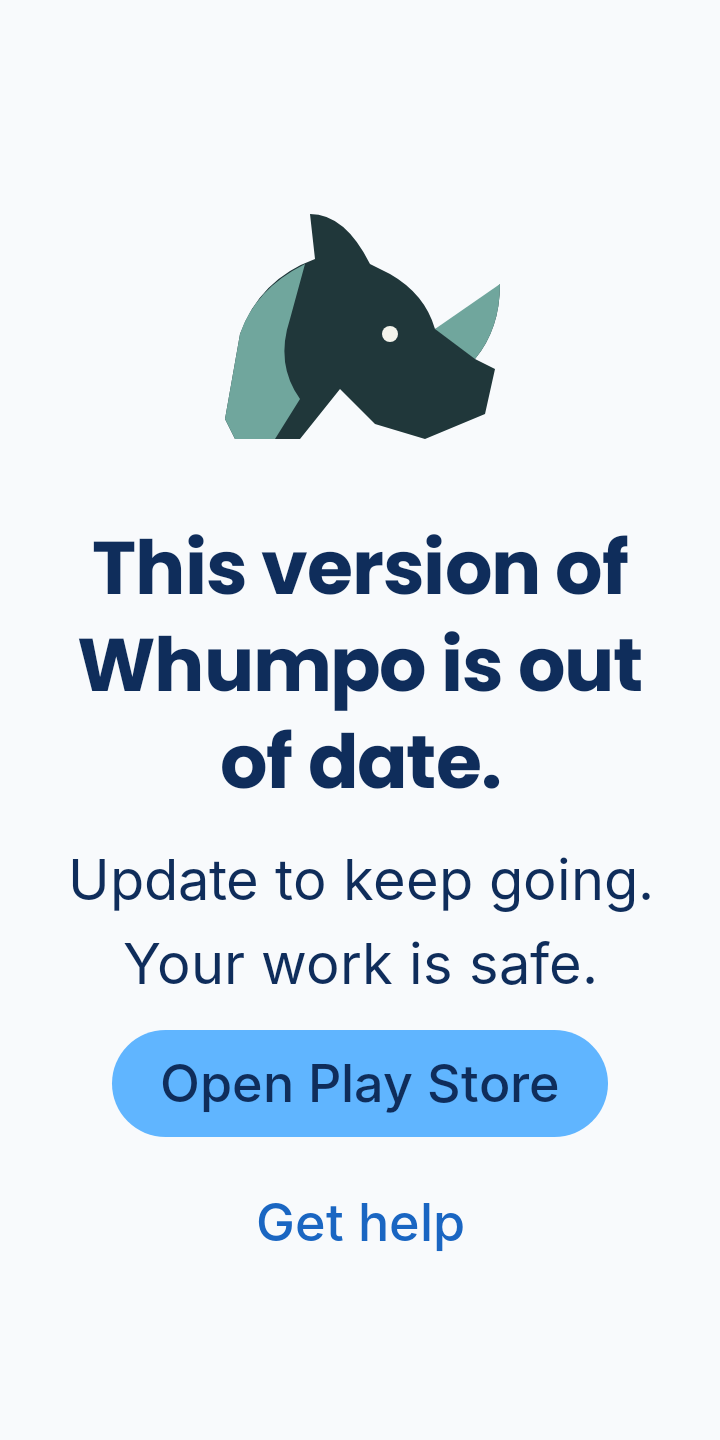 This version of
Whumpo is out
of date.
Update to keep going.
Your work is safe.
Open Play Store
Get help